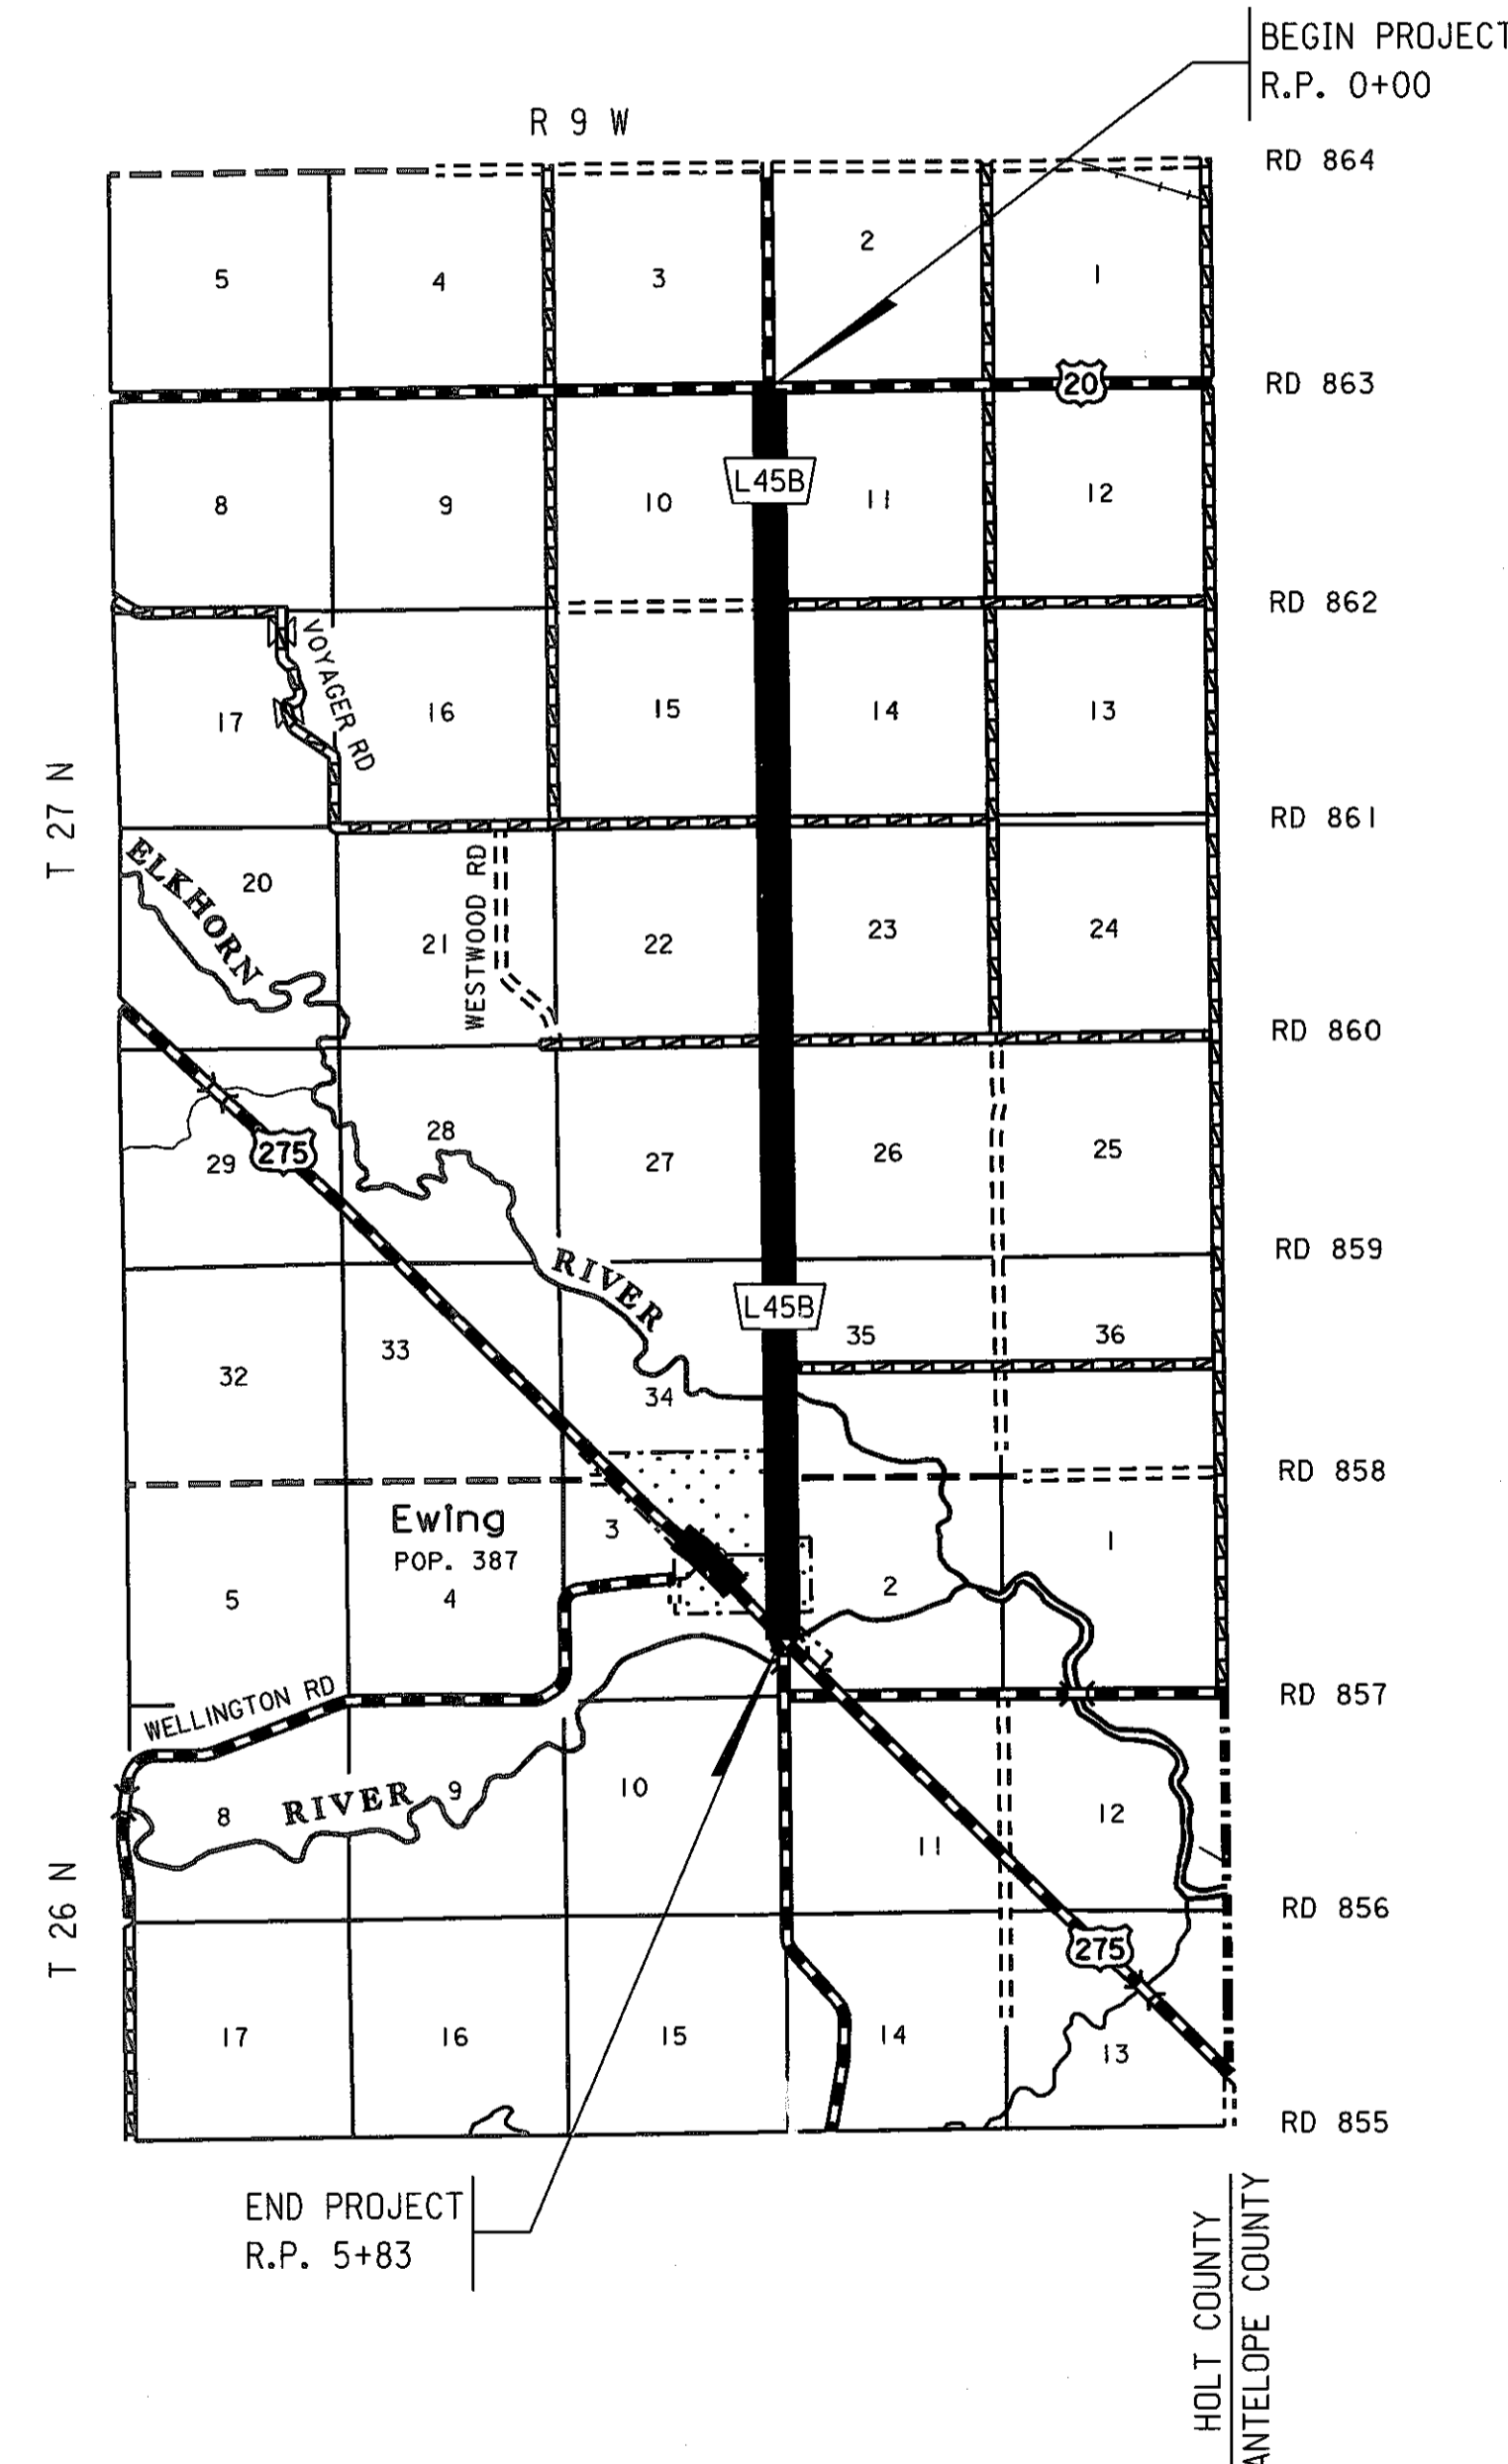 BEGIN PROJECT
R.P. 0+00
R 9 W
RD 864
5
4
3
2
1
20
RD 863
L45B
8
9
10
11
12
RD 862
VOYAGER RD
17
16
15
14
13
T 27 N
RD 861
ELKHORN
20
21
WESTWOOD RD
22
23
24
RD 860
275
29
28
27
26
25
RIVER
RD 859
L45B
32
33
34
35
36
RD 858
Ewing
POP. 387
3
5
4
2
1
WELLINGTON RD
RD 857
8
RIVER
9
10
11
12
T 26 N
RD 856
275
17
16
15
14
13
RD 855
END PROJECT
R.P. 5+83
HOLT COUNTY
ANTELOPE COUNTY